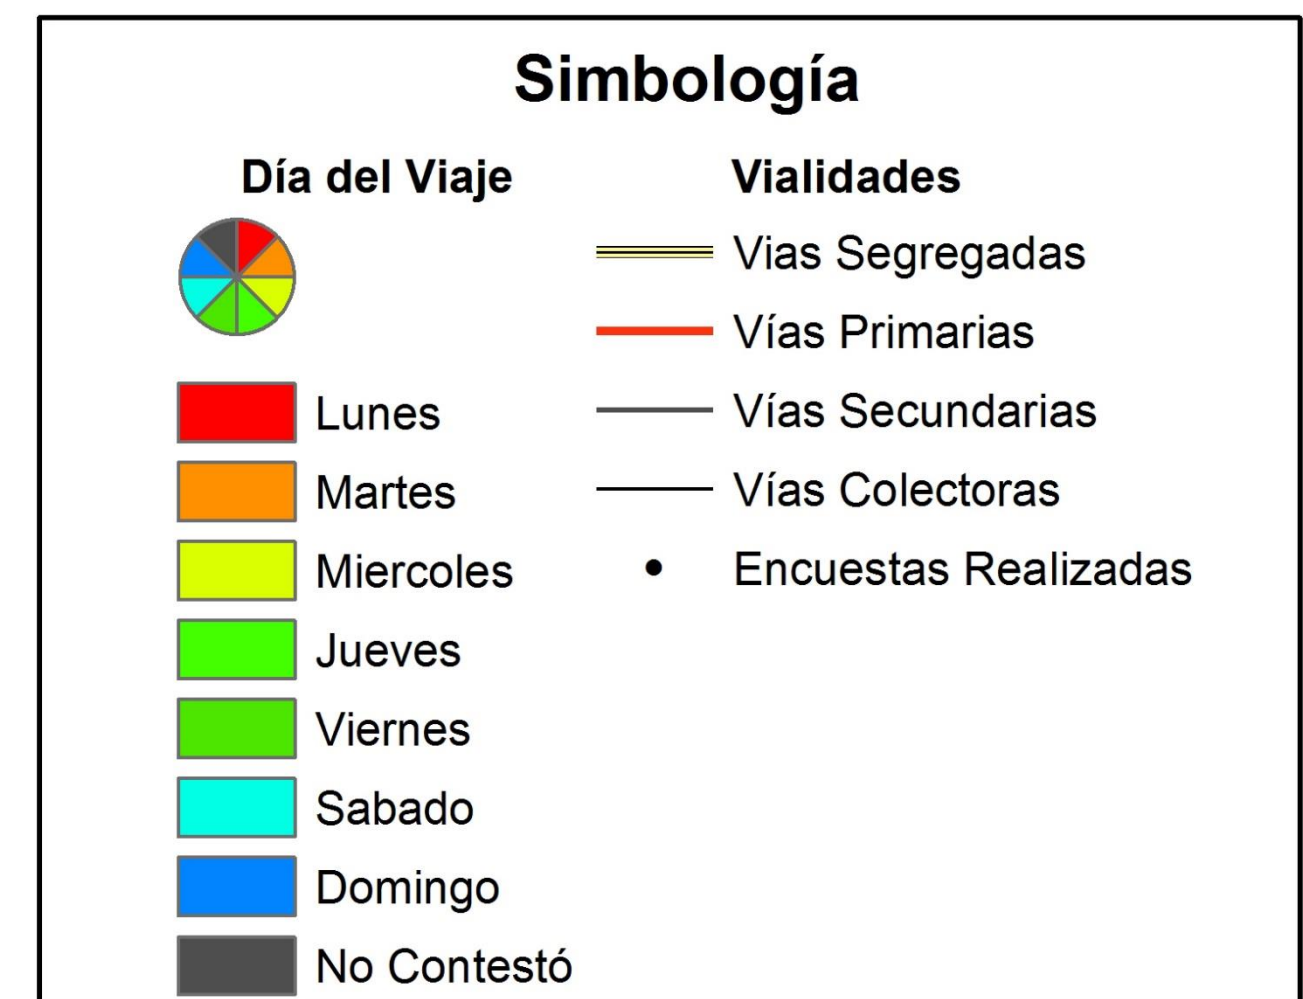 Simbología
Día del Viaje
Lunes
Martes
Miercoles
Jueves
Viernes
Sabado
Domingo
No Contestó
Vialidades
Vias Segregadas
Vías Primarias
Vías Secundarias
Vías Colectoras
Encuestas Realizadas